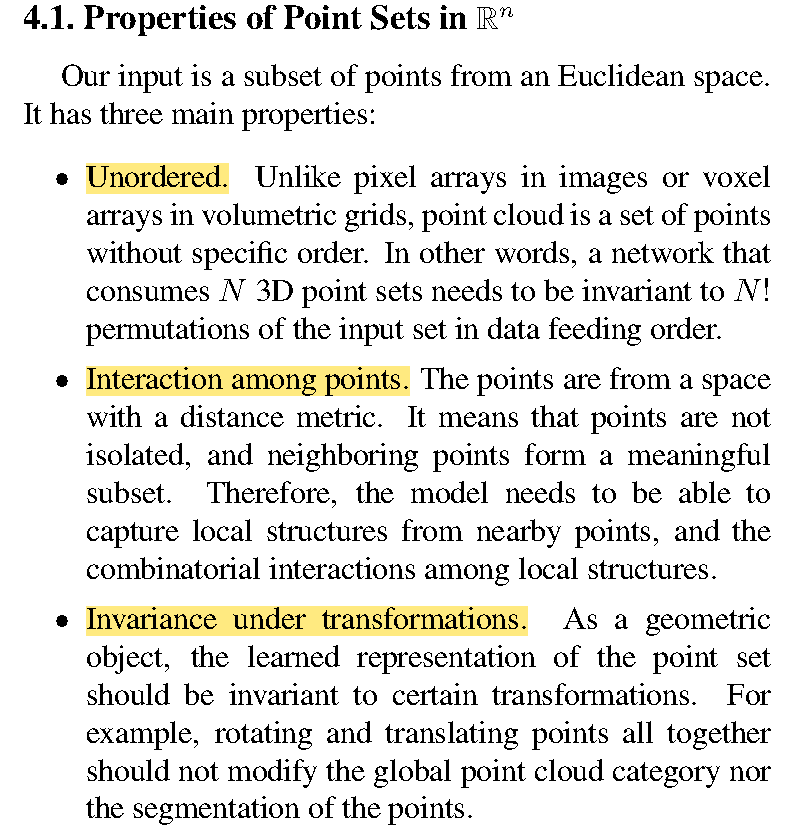 4.1. Properties of Point Sets in ℝⁿ
Our input is a subset of points from an Euclidean space.
It has three main properties:
• Unordered. Unlike pixel arrays in images or voxel
arrays in volumetric grids, point cloud is a set of points
without specific order. In other words, a network that
consumes N 3D point sets needs to be invariant to N!
permutations of the input set in data feeding order.
• Interaction among points. The points are from a space
with a distance metric. It means that points are not
isolated, and neighboring points form a meaningful
subset. Therefore, the model needs to be able to
capture local structures from nearby points, and the
combinatorial interactions among local structures.
• Invariance under transformations. As a geometric
object, the learned representation of the point set
should be invariant to certain transformations. For
example, rotating and translating points all together
should not modify the global point cloud category nor
the segmentation of the points.